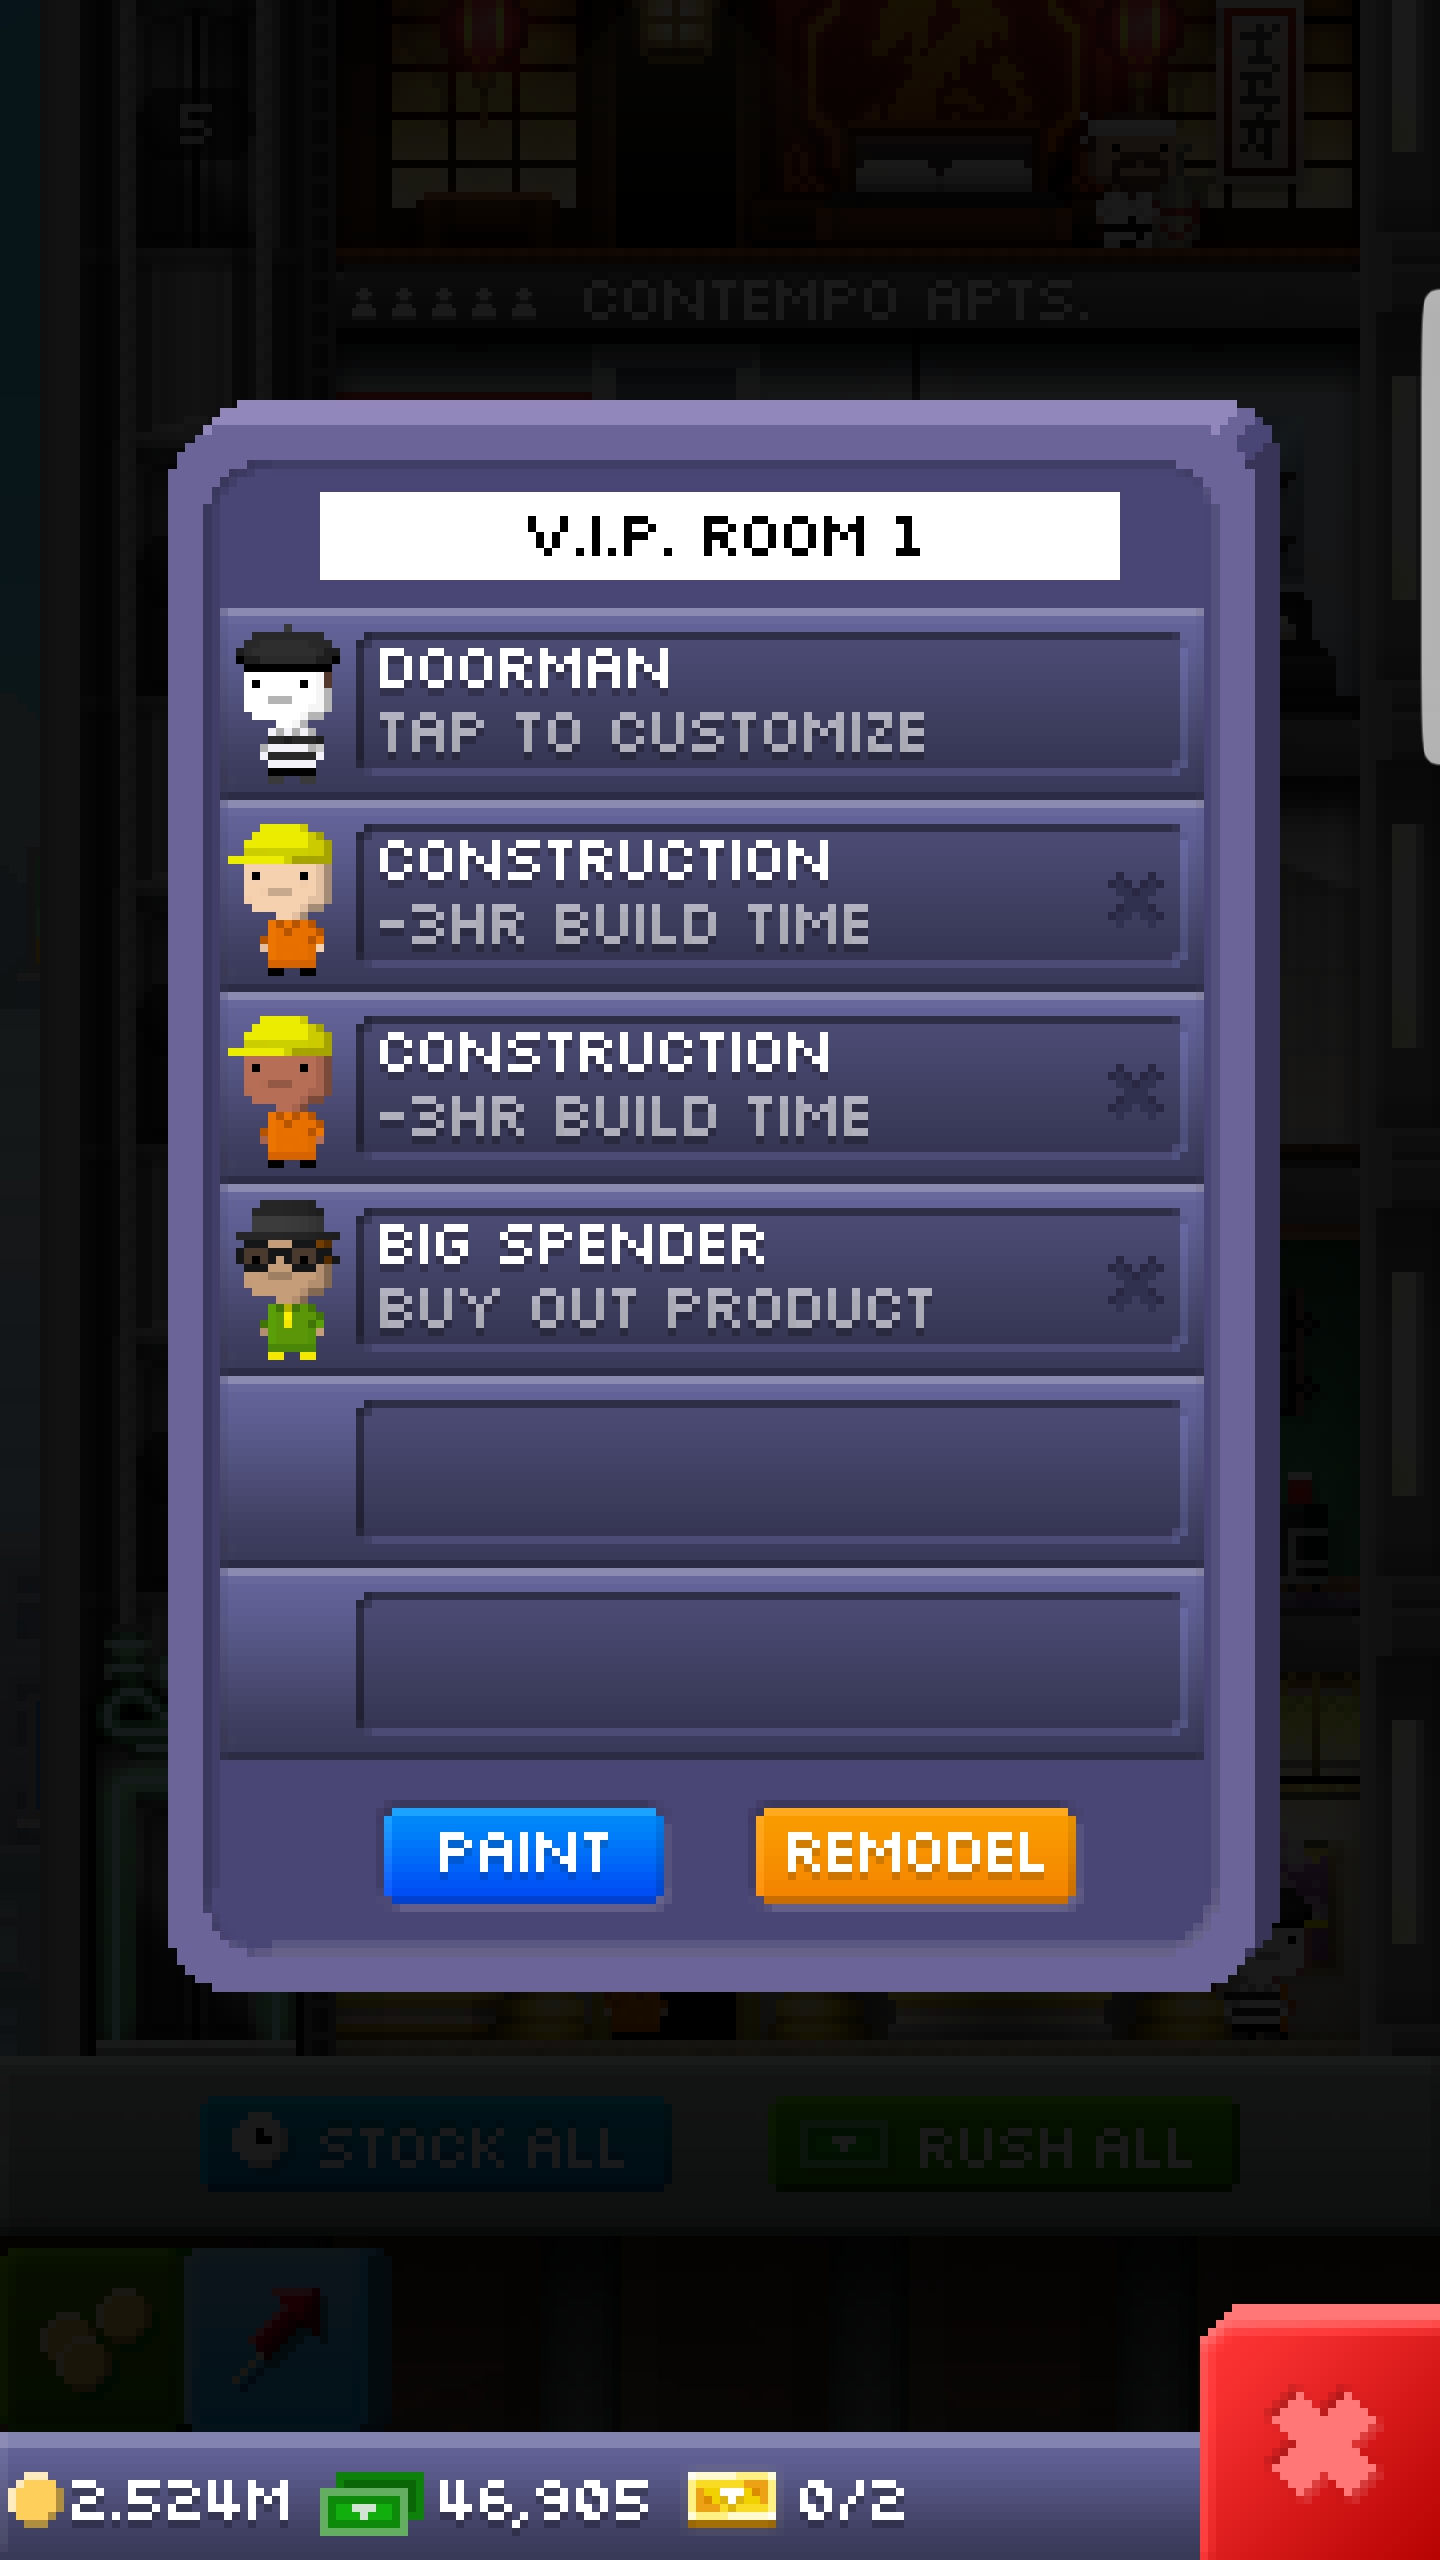 5
CONTEMPO APTS.
V.I.P. ROOM 1
DOORMAN
TAP TO CUSTOMIZE
CONSTRUCTION
-3HR BUILD TIME
CONSTRUCTION
-3HR BUILD TIME
BIG SPENDER
BUY OUT PRODUCT
PAINT REMODEL
STOCK ALL RUSH ALL
2.524M 46,905 0/2